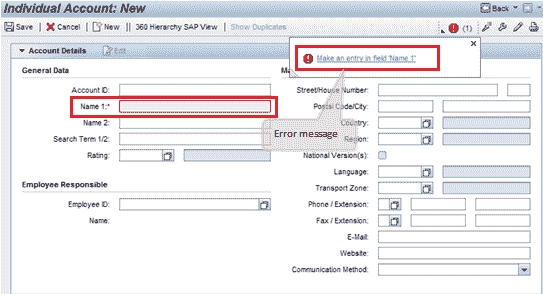 Individual Account: New
Back
Save | Cancel | New | 360 Hierarchy SAP View | Show Duplicates
(1)
Account Details Edit
Make an entry in field 'Name 1'
General Data
Ma
Account ID:
Street/House Number:
Name 1:*
Postal Code/City:
Name 2:
Country:
Error message
Search Term 1/2:
Region:
Rating:
National Version(s):
Language:
Employee Responsible
Transport Zone:
Employee ID:
Phone / Extension:
Name:
Fax / Extension:
E-Mail:
Website:
Communication Method: